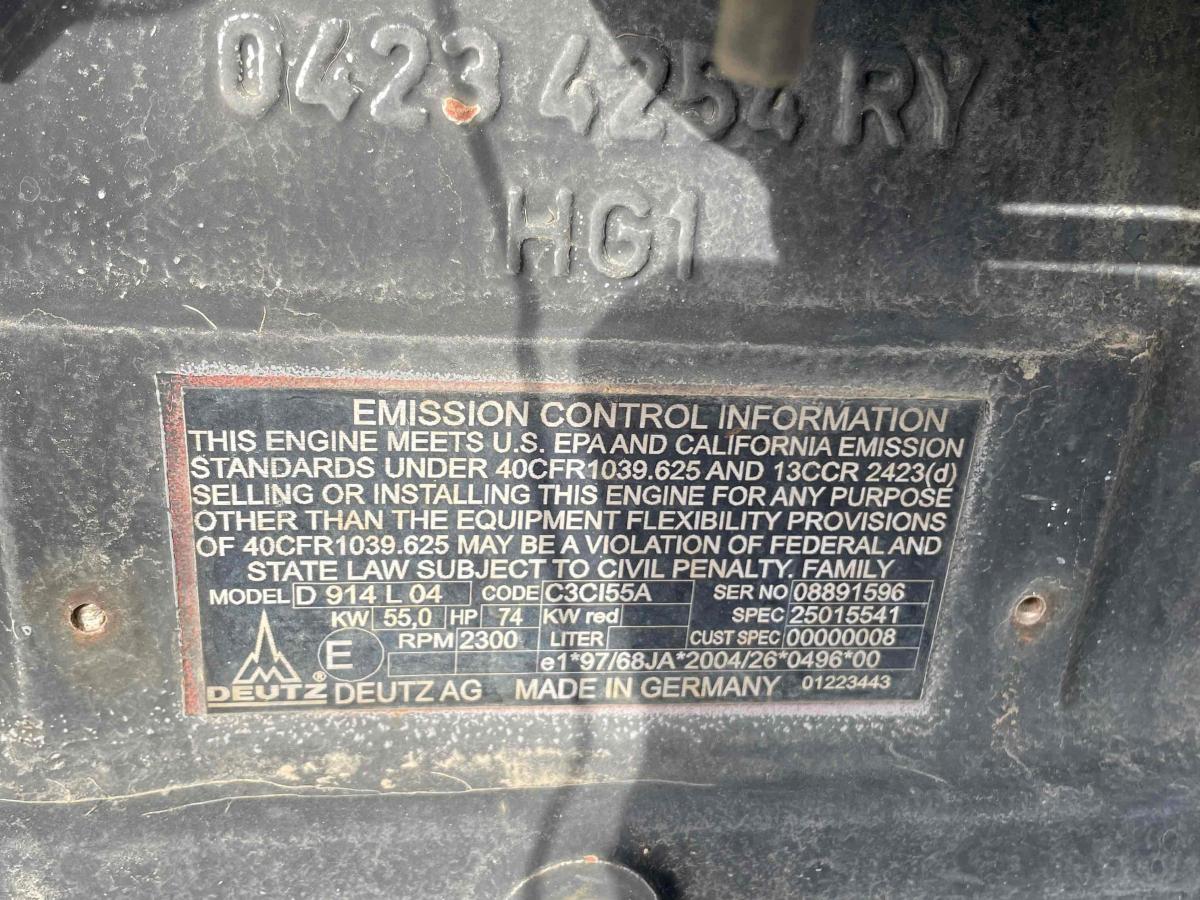 0423 4254 RY
HG1
EMISSION CONTROL INFORMATION
THIS ENGINE MEETS U.S. EPA AND CALIFORNIA EMISSION
STANDARDS UNDER 40CFR1039.625 AND 13CCR 2423(d)
SELLING OR INSTALLING THIS ENGINE FOR ANY PURPOSE
OTHER THAN THE EQUIPMENT FLEXIBILITY PROVISIONS
OF 40CFR1039.625 MAY BE A VIOLATION OF FEDERAL AND
STATE LAW SUBJECT TO CIVIL PENALTY. FAMILY
MODEL D 914 L 04 CODE C3CI55A SER NO 08891596
KW 55,0 HP 74 KW red SPEC 25015541
E RPM 2300 LITER CUST SPEC 00000008
e1*97/68JA*2004/26*0496*00
DEUTZ® DEUTZ AG MADE IN GERMANY 01223443